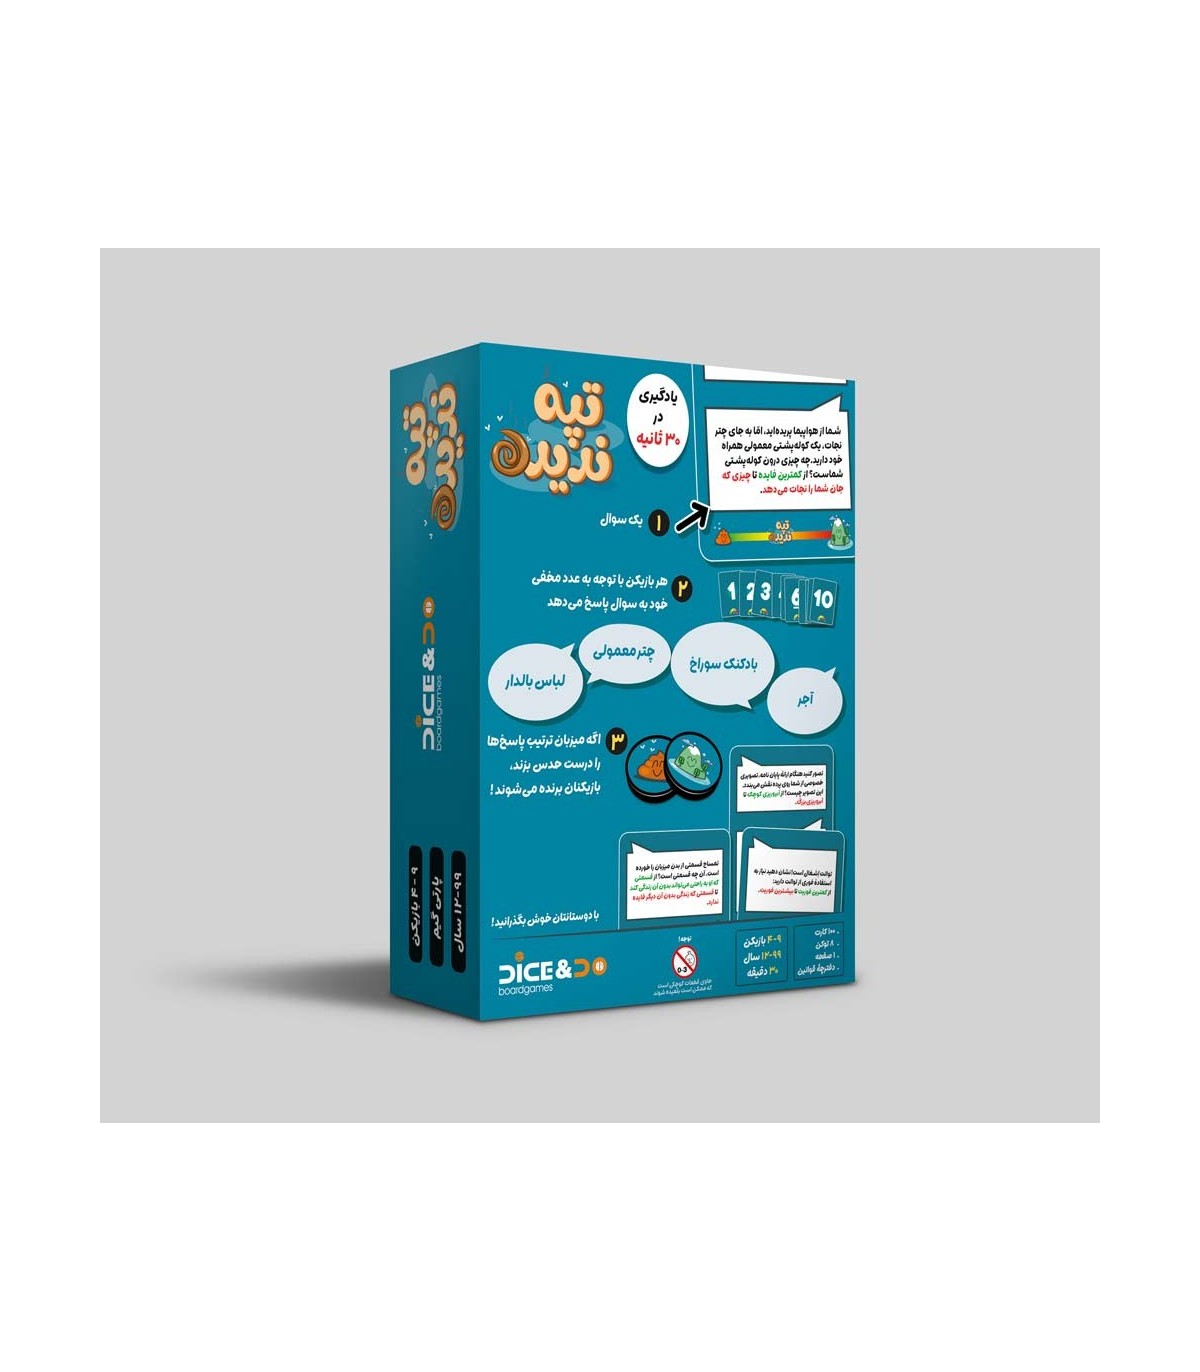 تپه
ندید
یادگیری
در
۳۰ ثانیه
شما از هواپیما پریده‌اید، امّا به جای چتر
نجات، یک کوله‌پشتی معمولی همراه
خود دارید. چه چیزی درون کوله‌پشتی
شماست؟ از کمترین فایده تا چیزی که
جان شما را نجات می‌دهد.
تپه
ندید
۱
یک سوال
۲
هر بازیکن با توجه به عدد مخفی
خود به سوال پاسخ می‌دهد
1 2 3 6 10
آجر
بادکنک سوراخ
چتر معمولی
لباس بالدار
۳
اگه میزبان ترتیب پاسخ‌ها
را درست حدس بزند،
بازیکنان برنده می‌شوند!
تصور کنید هنگام ارائه پایان نامه، تصویری
خصوصی از شما روی پرده نقش می‌بندد.
این تصویر چیست؟ از آبروریزی کوچک تا
آبروریزی بزرگ.
توالت اشغال است! نشان دهید نیاز به
استفادهٔ فوری از توالت دارید:
از کمترین فوریت تا بیشترین فوریت.
تمساح قسمتی از بدن میزبان را خورده
است. آن چه قسمتی است؟ از قسمتی
که او به راحتی می‌تواند بدون آن زندگی کند
تا قسمتی که زندگی بدون آن دیگر فایده
ندارد.
با دوستانتان خوش بگذرانید!
۱۰۰ کارت
۸ توکن
۱ صفحه
دفترچهٔ قوانین
۴-۹ بازیکن
۱۲-۹۹ سال
۳۰ دقیقه
توجه!
0-3
حاوی قطعات کوچکی است
که ممکن است بلعیده شوند
DICE & DO
boardgames
تپه
ندید
DICE & DO
boardgames
۴-۹ بازیکن
پارتی گیم
۱۲-۹۹ سال